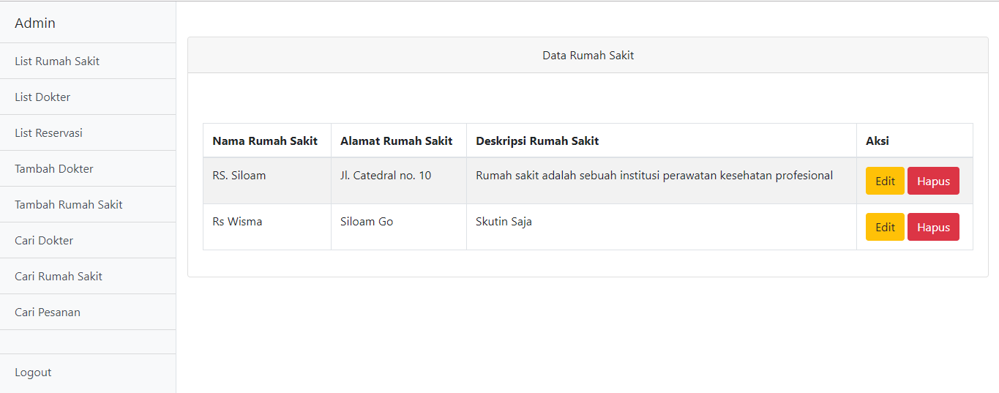 Admin
List Rumah Sakit
List Dokter
List Reservasi
Tambah Dokter
Tambah Rumah Sakit
Cari Dokter
Cari Rumah Sakit
Cari Pesanan
Logout
Data Rumah Sakit
Nama Rumah Sakit Alamat Rumah Sakit Deskripsi Rumah Sakit Aksi
RS. Siloam Jl. Catedral no. 10 Rumah sakit adalah sebuah institusi perawatan kesehatan profesional Edit Hapus
Rs Wisma Siloam Go Skutin Saja Edit Hapus